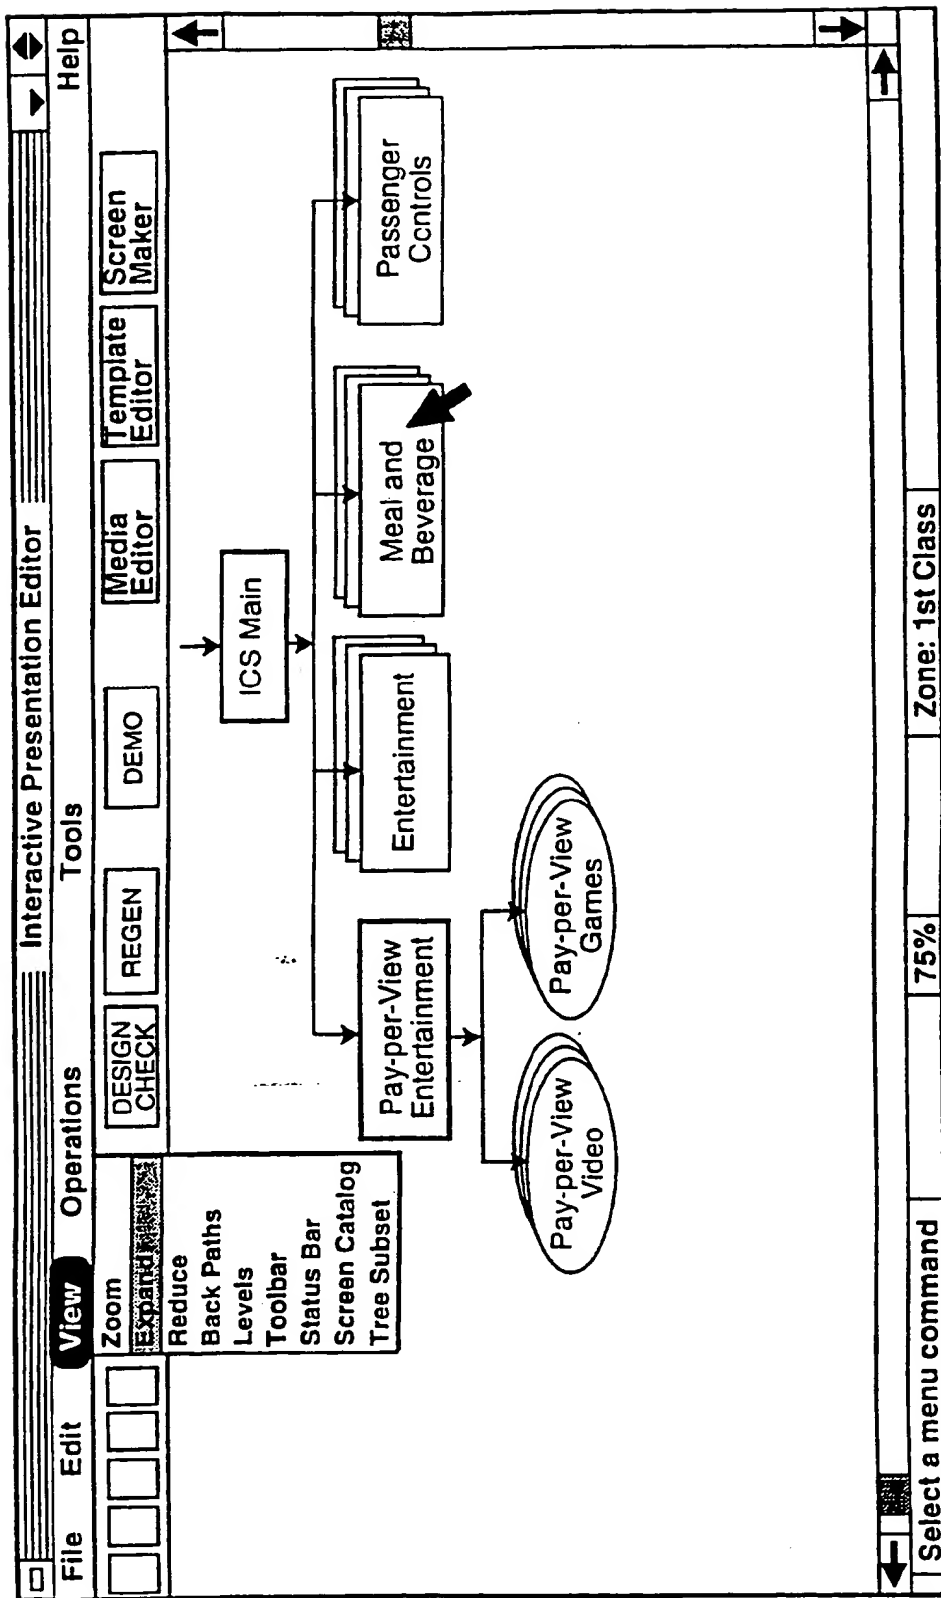 Interactive Presentation Editor
File Edit View Operations Tools Help
DESIGN
CHECK
REGEN
DEMO
Media
Editor
Template
Editor
Screen
Maker
Zoom
Expand
Reduce
Back Paths
Levels
Toolbar
Status Bar
Screen Catalog
Tree Subset
ICS Main
Pay-per-View
Entertainment
Entertainment
Meal and
Beverage
Passenger
Controls
Pay-per-View
Video
Pay-per-View
Games
Select a menu command
75%
Zone: 1st Class